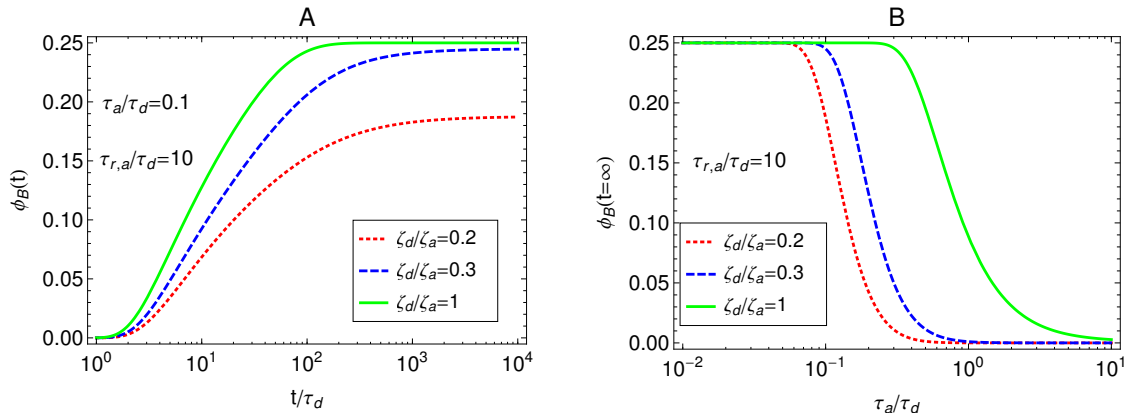 A
ϕ_B(t)
0.25
0.20
0.15
0.10
0.05
0.00
τ_a/τ_d=0.1
τ_{r,a}/τ_d=10
ζ_d/ζ_a=0.2
ζ_d/ζ_a=0.3
ζ_d/ζ_a=1
10^0 10^1 10^2 10^3 10^4
t/τ_d
B
ϕ_B(t=∞)
0.25
0.20
0.15
0.10
0.05
0.00
τ_{r,a}/τ_d=10
ζ_d/ζ_a=0.2
ζ_d/ζ_a=0.3
ζ_d/ζ_a=1
10^−2 10^−1 10^0 10^1
τ_a/τ_d